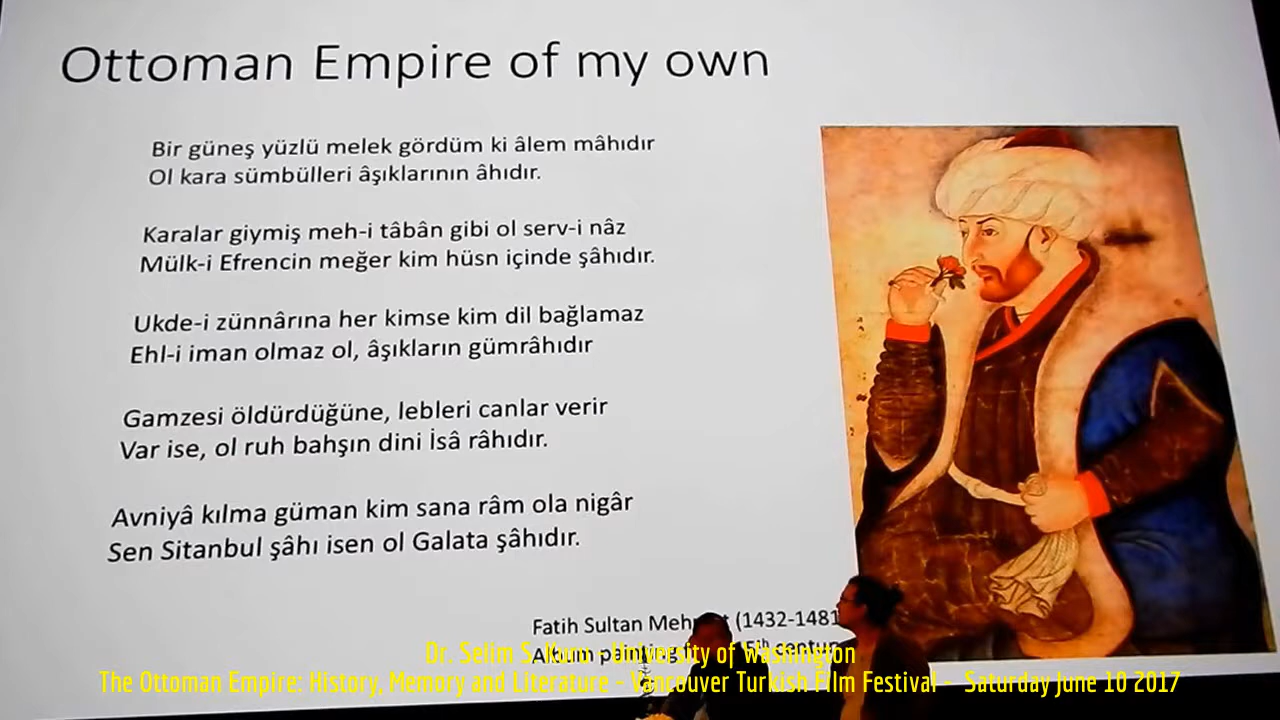 Ottoman Empire of my own
Bir güneş yüzlü melek gördüm ki âlem mâhıdır
Ol kara sümbülleri âşıklarının âhıdır.
Karalar giymiş meh-i tâbân gibi ol serv-i nâz
Mülk-i Efrencin meğer kim hüsn içinde şâhıdır.
Ukde-i zünnârına her kimse kim dil bağlamaz
Ehl-i iman olmaz ol, âşıkların gümrâhıdır
Gamzesi öldürdüğüne, lebleri canlar verir
Var ise, ol ruh bahşın dini İsâ râhıdır.
Avniyâ kılma güman kim sana râm ola nigâr
Sen Sitanbul şâhı isen ol Galata şâhıdır.
Fatih Sultan (1432-1481
Album painting,
Dr. Selim S. Kuru - University of Washington
The Ottoman Empire: History, Memory and Literature - Vancouver Turkish Film Festival - Saturday June 10 2017